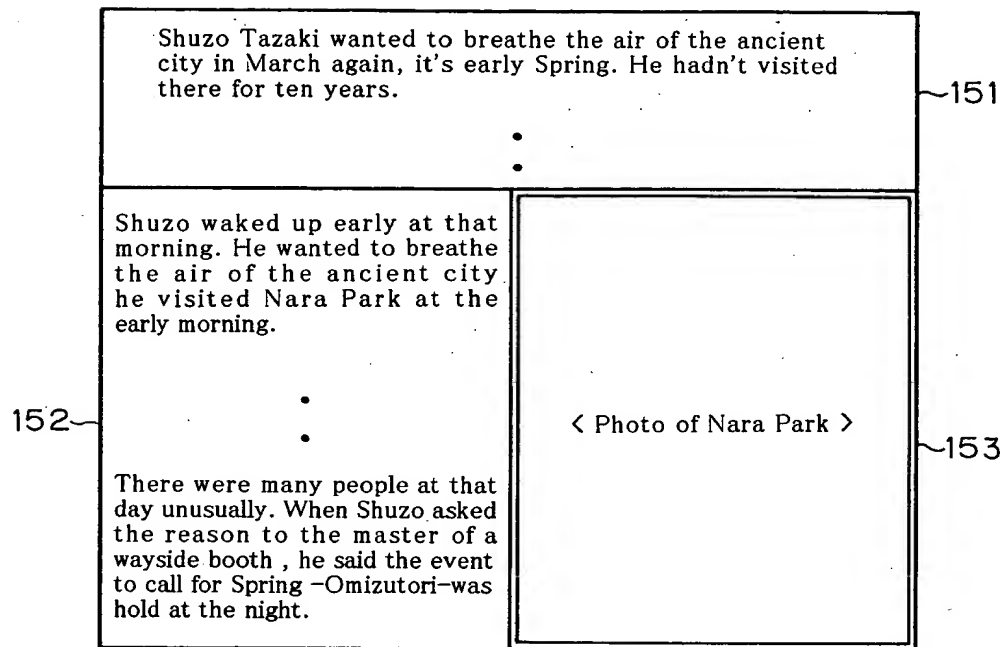 Shuzo Tazaki wanted to breathe the air of the ancient
city in March again, it's early Spring. He hadn't visited
there for ten years.
151
Shuzo waked up early at that
morning. He wanted to breathe
the air of the ancient city
he visited Nara Park at the
early morning.
152
There were many people at that
day unusually. When Shuzo asked
the reason to the master of a
wayside booth , he said the event
to call for Spring –Omizutori–was
hold at the night.
< Photo of Nara Park >
153